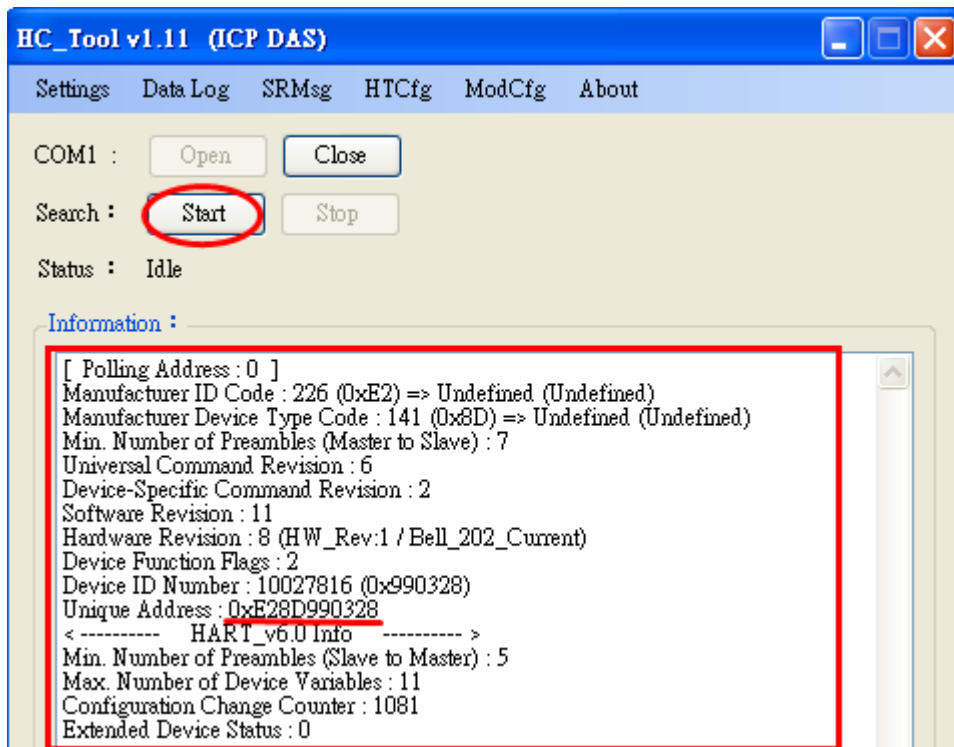 HC_Tool v1.11 (ICP DAS)
Settings Data Log SRMsg HTCfg ModCfg About
COM1 : Open Close
Search : Start Stop
Status : Idle
Information :
[ Polling Address : 0 ]
Manufacturer ID Code : 226 (0xE2) => Undefined (Undefined)
Manufacturer Device Type Code : 141 (0x8D) => Undefined (Undefined)
Min. Number of Preambles (Master to Slave) : 7
Universal Command Revision : 6
Device-Specific Command Revision : 2
Software Revision : 11
Hardware Revision : 8 (HW_Rev:1 / Bell_202_Current)
Device Function Flags : 2
Device ID Number : 10027816 (0x990328)
Unique Address : 0xE28D990328
< ---------- HART_v6.0 Info ---------- >
Min. Number of Preambles (Slave to Master) : 5
Max. Number of Device Variables : 11
Configuration Change Counter : 1081
Extended Device Status : 0